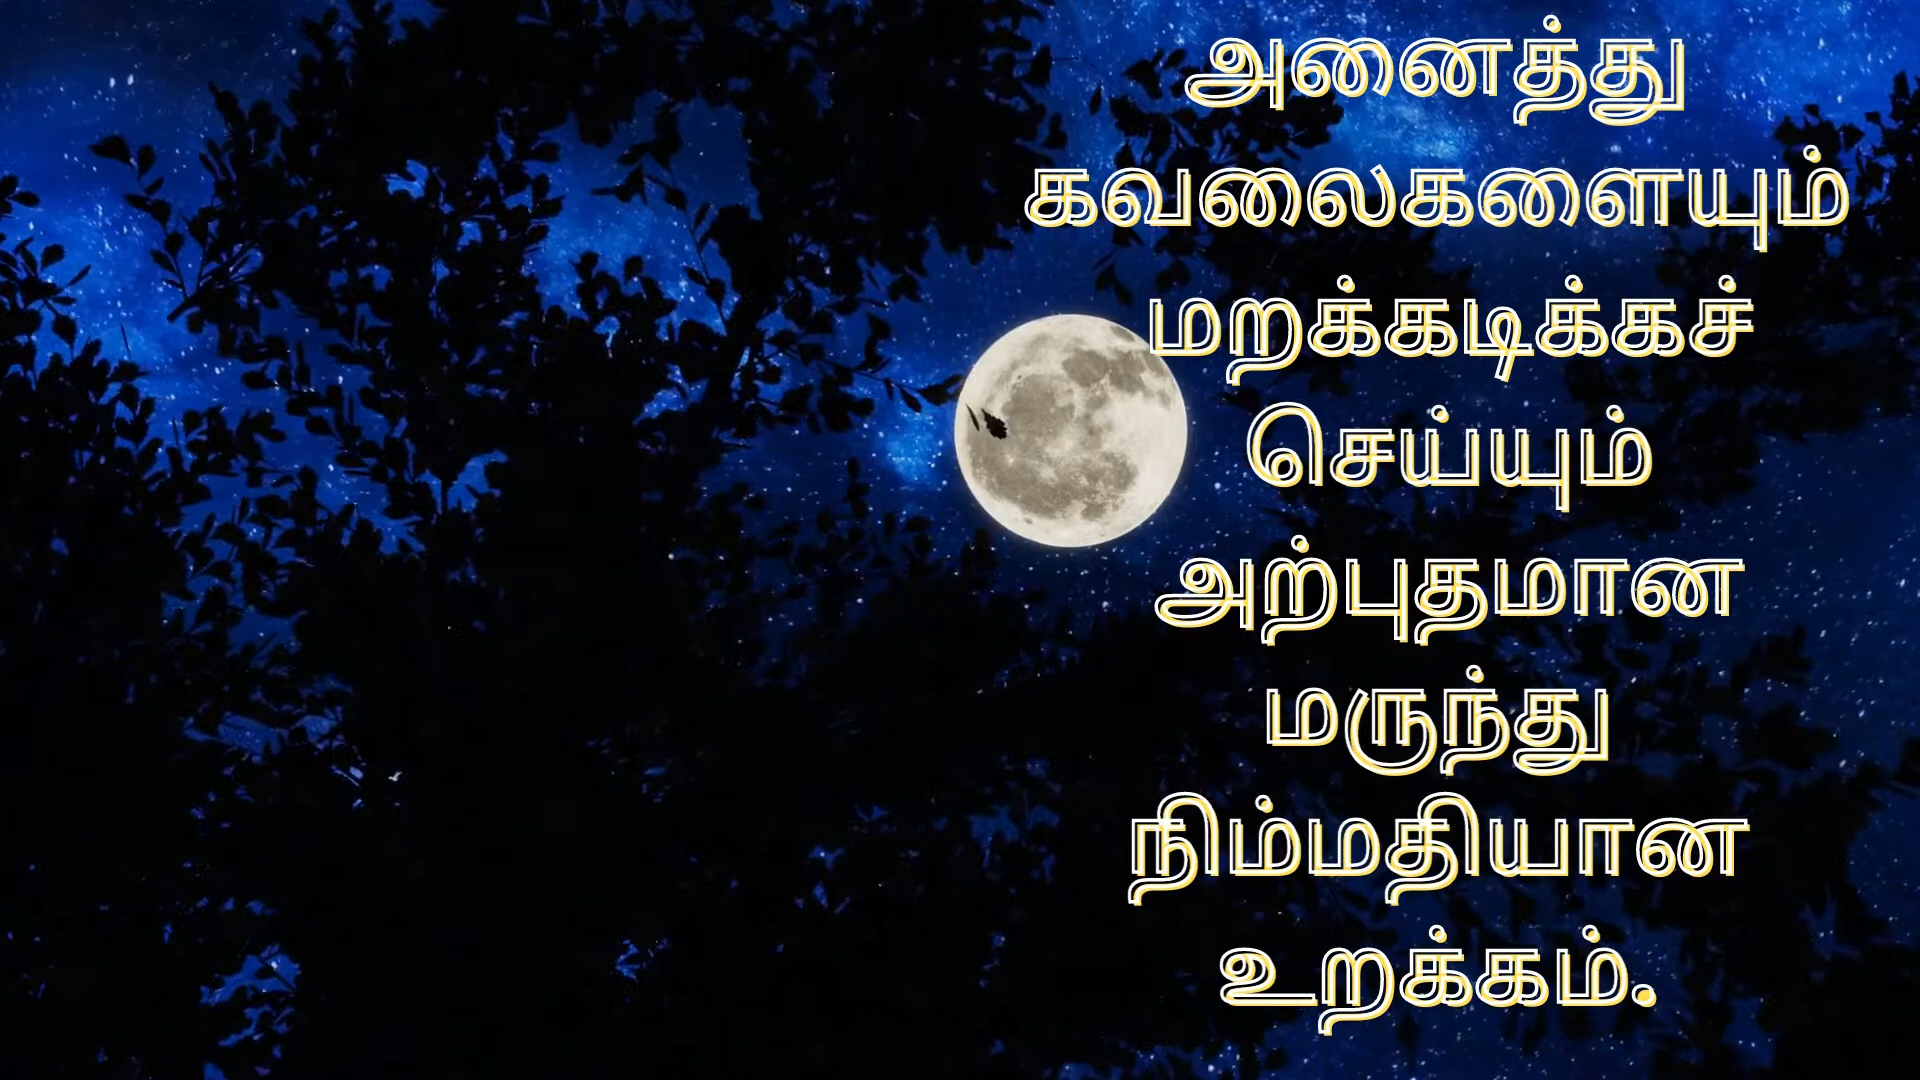 அனைத்து
கவலைகளையும்
மறக்கடிக்கச்
செய்யும்
அற்புதமான
மருந்து
நிம்மதியான
உறக்கம்.